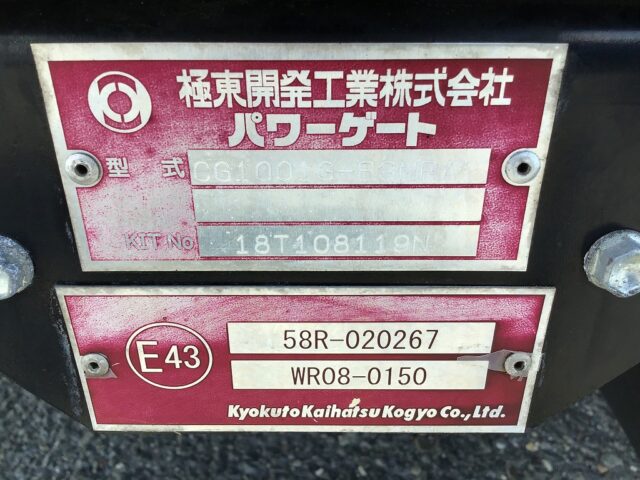 極東開発工業株式会社
パワーゲート
型式
KIT No 18T108119N
E43
58R-020267
WR08-0150
Kyokuto Kaihatsu Kogyo Co., Ltd.